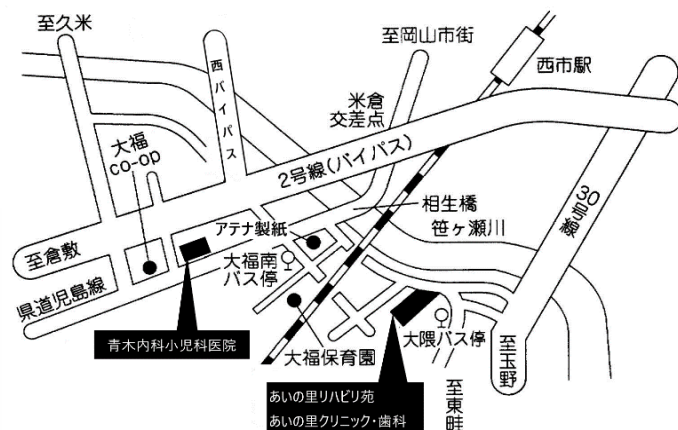 至久米
西バイパス
至岡山市街
西市駅
米倉
交差点
大福
co-op
2号線(バイパス)
30号線
アテナ製紙
相生橋
笹ヶ瀬川
至倉敷
大福南
バス停
県道児島線
青木内科小児科医院
大福保育園
大隈バス停
至玉野
至東畦
あいの里リハビリ苑
あいの里クリニック・歯科